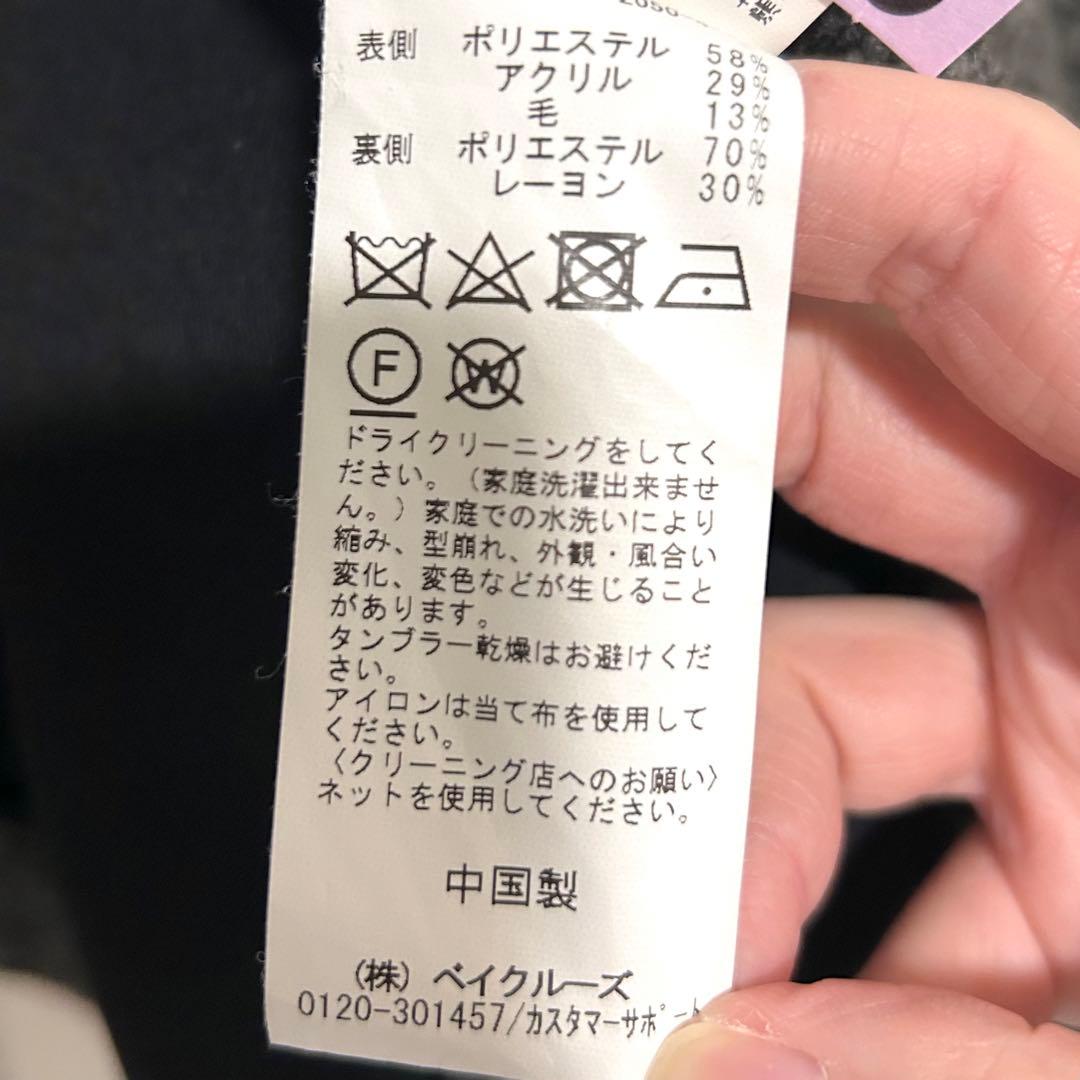 表側 ポリエステル 58%
アクリル 29%
毛 13%
裏側 ポリエステル 70%
レーヨン 30%
F W
ドライクリーニングをしてく
ださい。(家庭洗濯出来ませ
ん。)家庭での水洗いにより
縮み、型崩れ、外観・風合い
変化、変色などが生じること
があります。
タンブラー乾燥はお避けくだ
さい。
アイロンは当て布を使用して
ください。
〈クリーニング店へのお願い〉
ネットを使用してください。
中国製
(株) ベイクルーズ
0120-301457/カスタマーサポート